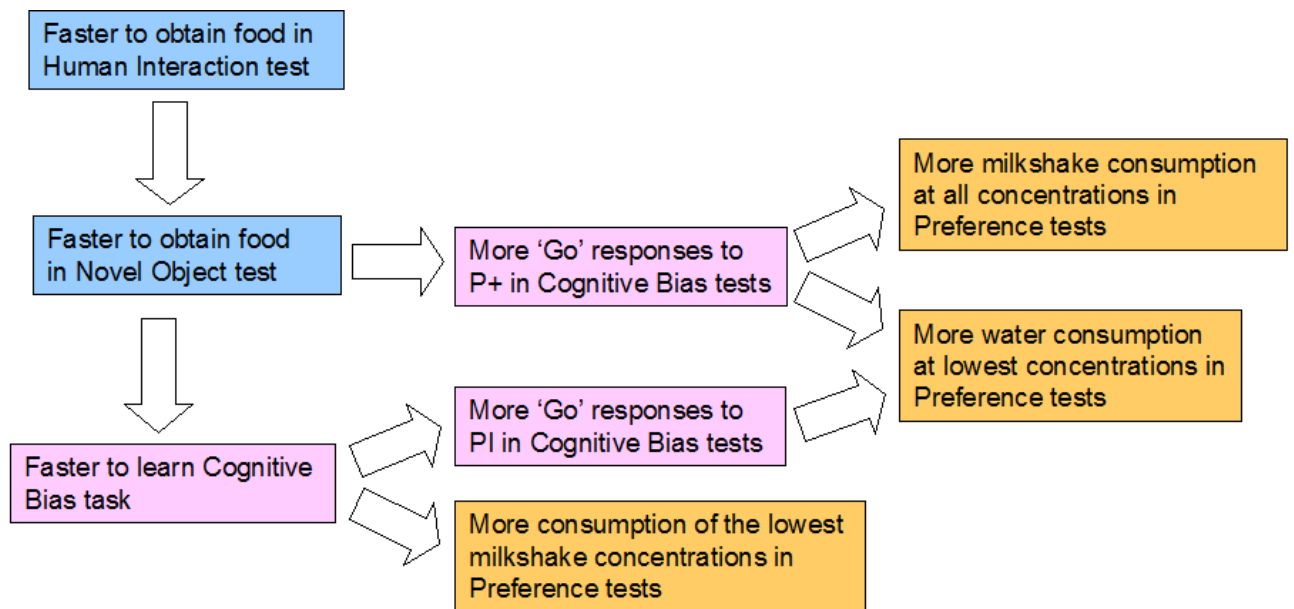 Faster to obtain food in
Human Interaction test
Faster to obtain food
in Novel Object test
More ‘Go’ responses to
P+ in Cognitive Bias tests
More milkshake consumption
at all concentrations in
Preference tests
More water consumption
at lowest concentrations in
Preference tests
More ‘Go’ responses to
PI in Cognitive Bias tests
Faster to learn Cognitive
Bias task
More consumption of the lowest
milkshake concentrations in
Preference tests